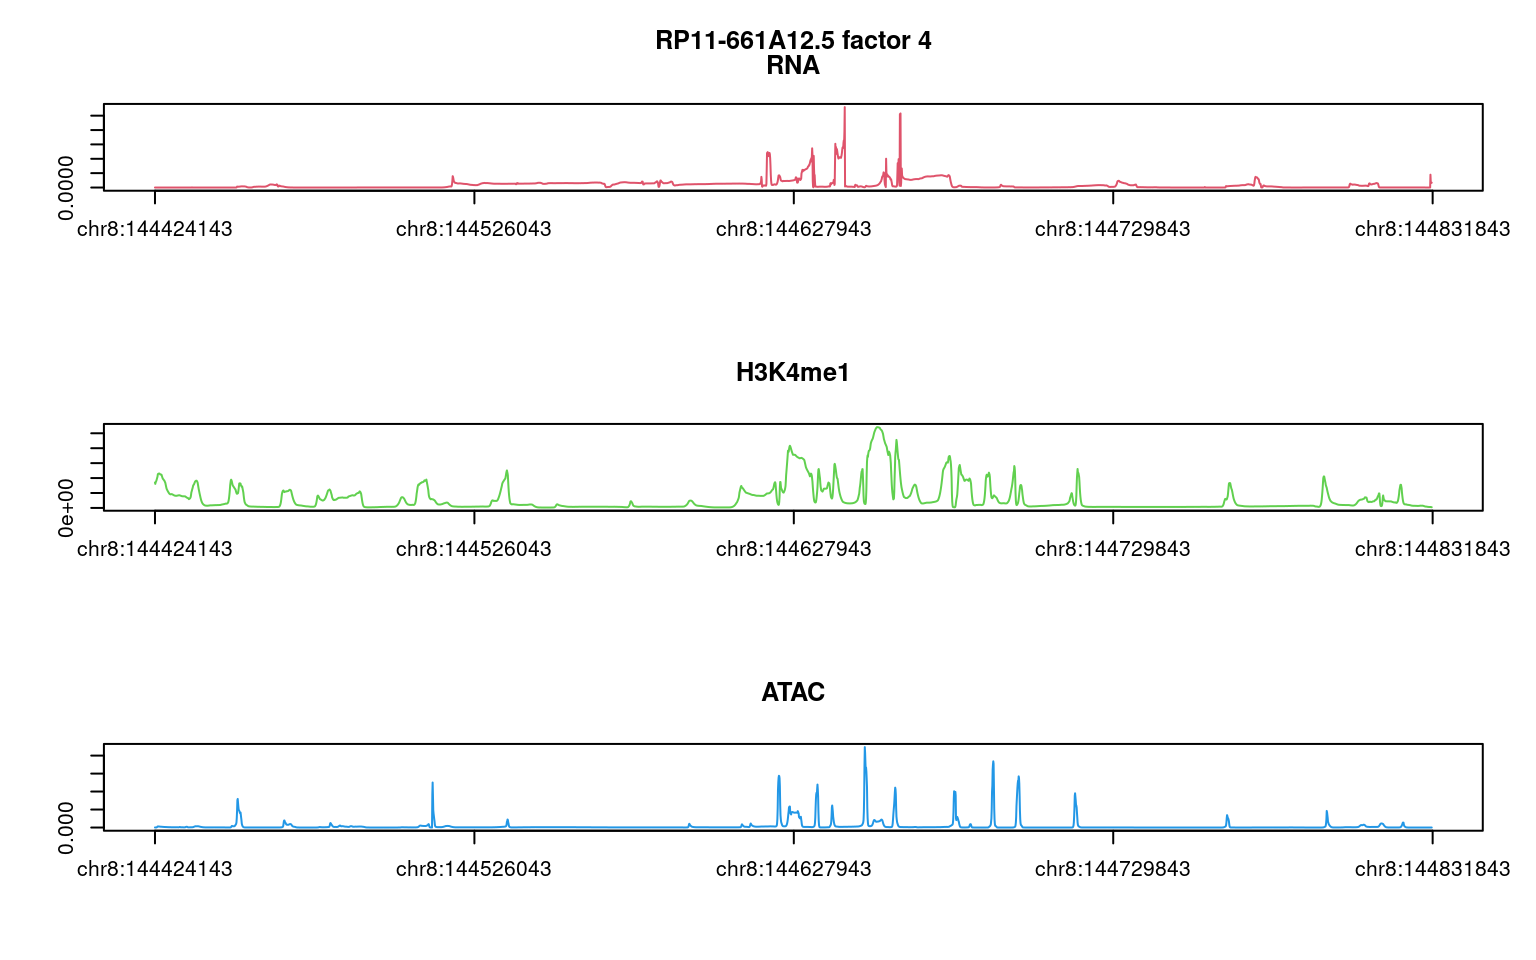 RP11-661A12.5 factor 4
RNA
0.0000
chr8:144424143 chr8:144526043 chr8:144627943 chr8:144729843 chr8:144831843
H3K4me1
0e+00
chr8:144424143 chr8:144526043 chr8:144627943 chr8:144729843 chr8:144831843
ATAC
0.000
chr8:144424143 chr8:144526043 chr8:144627943 chr8:144729843 chr8:144831843